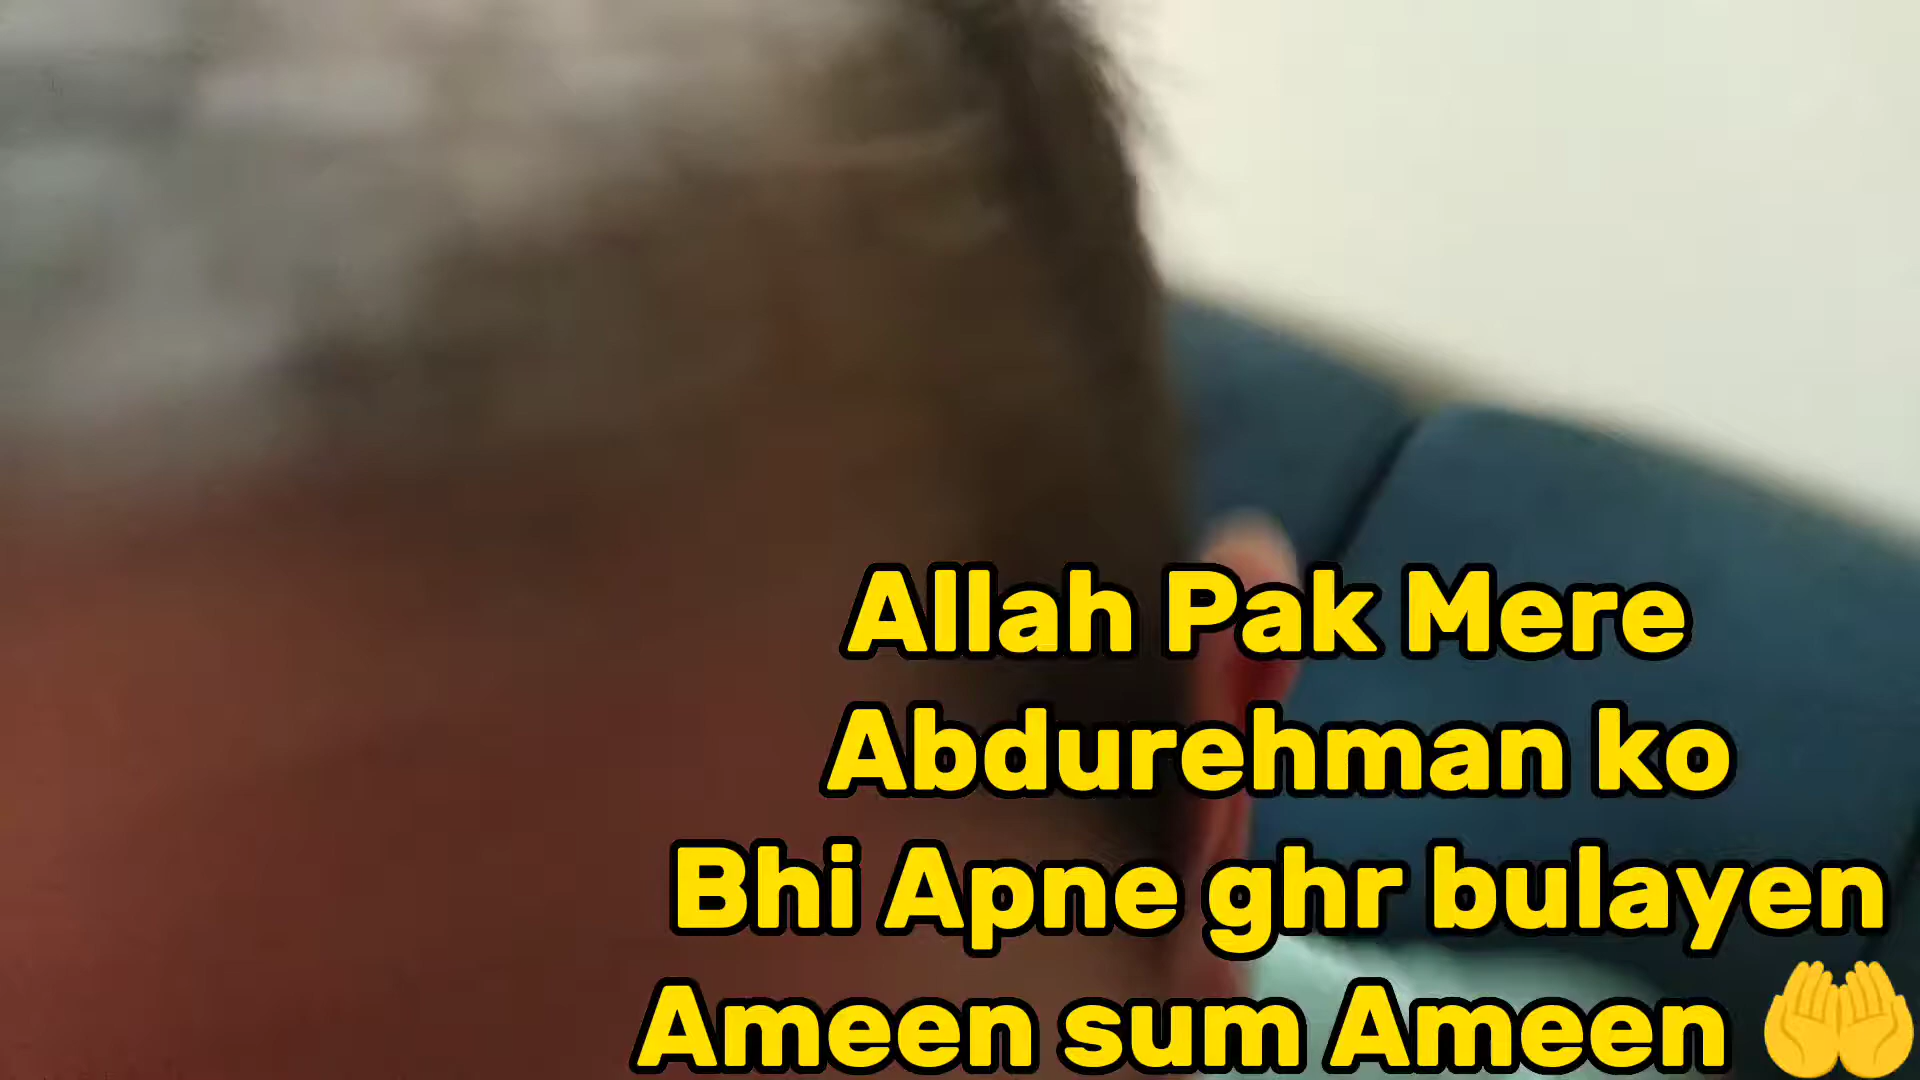 Allah Pak Mere
Abdurehman ko
Bhi Apne ghr bulayen
Ameen sum Ameen 🤲